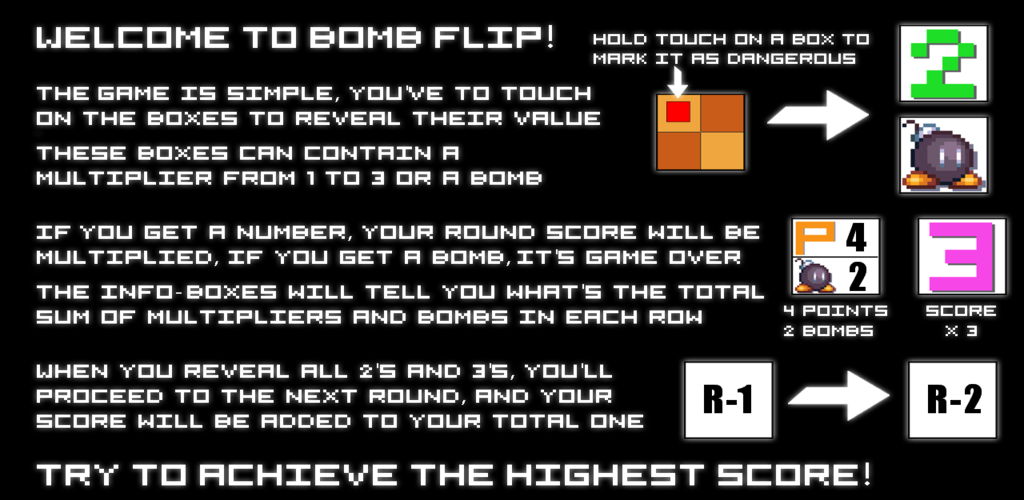 WELCOME TO BOMB FLIP!
HOLD TOUCH ON A BOX TO
MARK IT AS DANGEROUS
2
THE GAME IS SIMPLE, YOU'VE TO TOUCH
ON THE BOXES TO REVEAL THEIR VALUE
THESE BOXES CAN CONTAIN A
MULTIPLIER FROM 1 TO 3 OR A BOMB
IF YOU GET A NUMBER, YOUR ROUND SCORE WILL BE
MULTIPLIED, IF YOU GET A BOMB, IT'S GAME OVER
THE INFO-BOXES WILL TELL YOU WHAT'S THE TOTAL
SUM OF MULTIPLIERS AND BOMBS IN EACH ROW
P 4
2
4 POINTS
2 BOMBS
3
SCORE
X 3
WHEN YOU REVEAL ALL 2'S AND 3'S, YOU'LL
PROCEED TO THE NEXT ROUND, AND YOUR
SCORE WILL BE ADDED TO YOUR TOTAL ONE
R-1
R-2
TRY TO ACHIEVE THE HIGHEST SCORE!